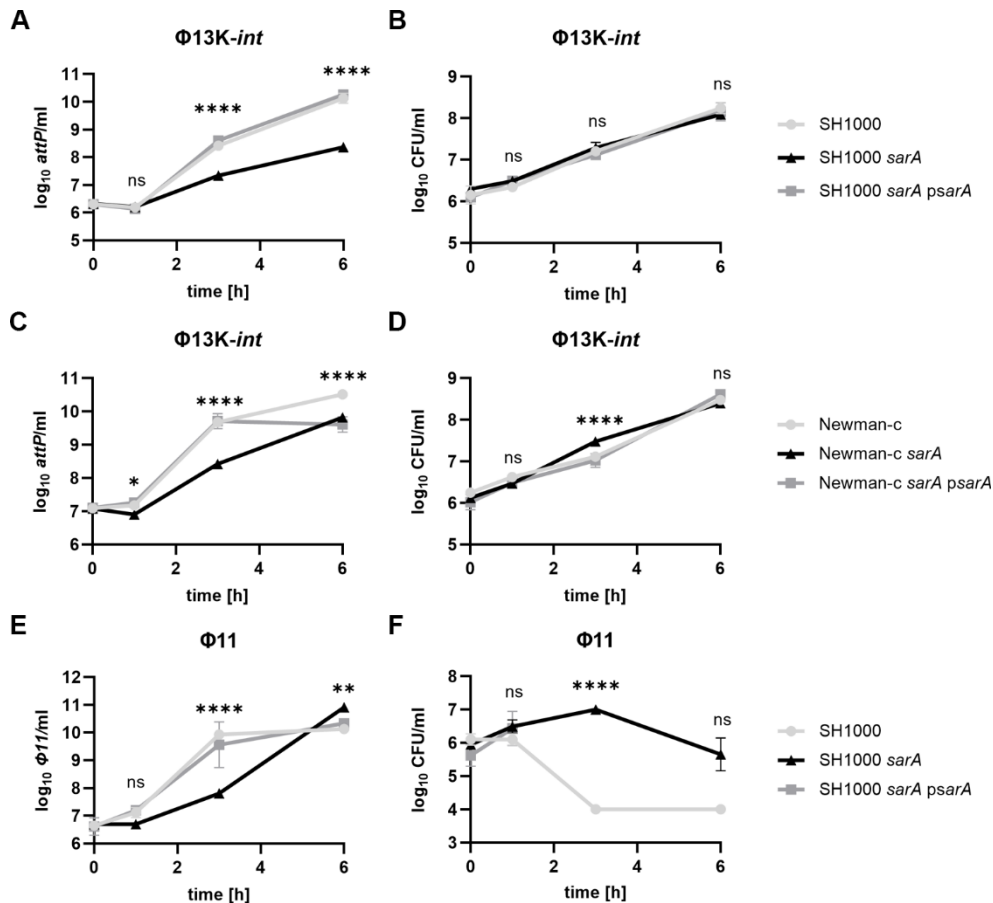 A
Φ13K-int
log10 attP/ml
11
10
9
8
7
6
5
ns
****
****
0
2
4
6
time [h]
B
Φ13K-int
log10 CFU/ml
9
8
7
6
5
ns
ns
ns
0
2
4
6
time [h]
SH1000
SH1000 sarA
SH1000 sarA psarA
C
Φ13K-int
log10 attP/ml
11
10
9
8
7
6
*
****
****
0
2
4
6
time [h]
D
Φ13K-int
log10 CFU/ml
9
8
7
6
5
ns
****
ns
0
2
4
6
time [h]
Newman-c
Newman-c sarA
Newman-c sarA psarA
E
Φ11
log10 Φ11/ml
12
11
10
9
8
7
6
ns
****
**
0
2
4
6
time [h]
F
Φ11
log10 CFU/ml
8
7
6
5
4
3
ns
****
ns
0
2
4
6
time [h]
SH1000
SH1000 sarA
SH1000 sarA psarA